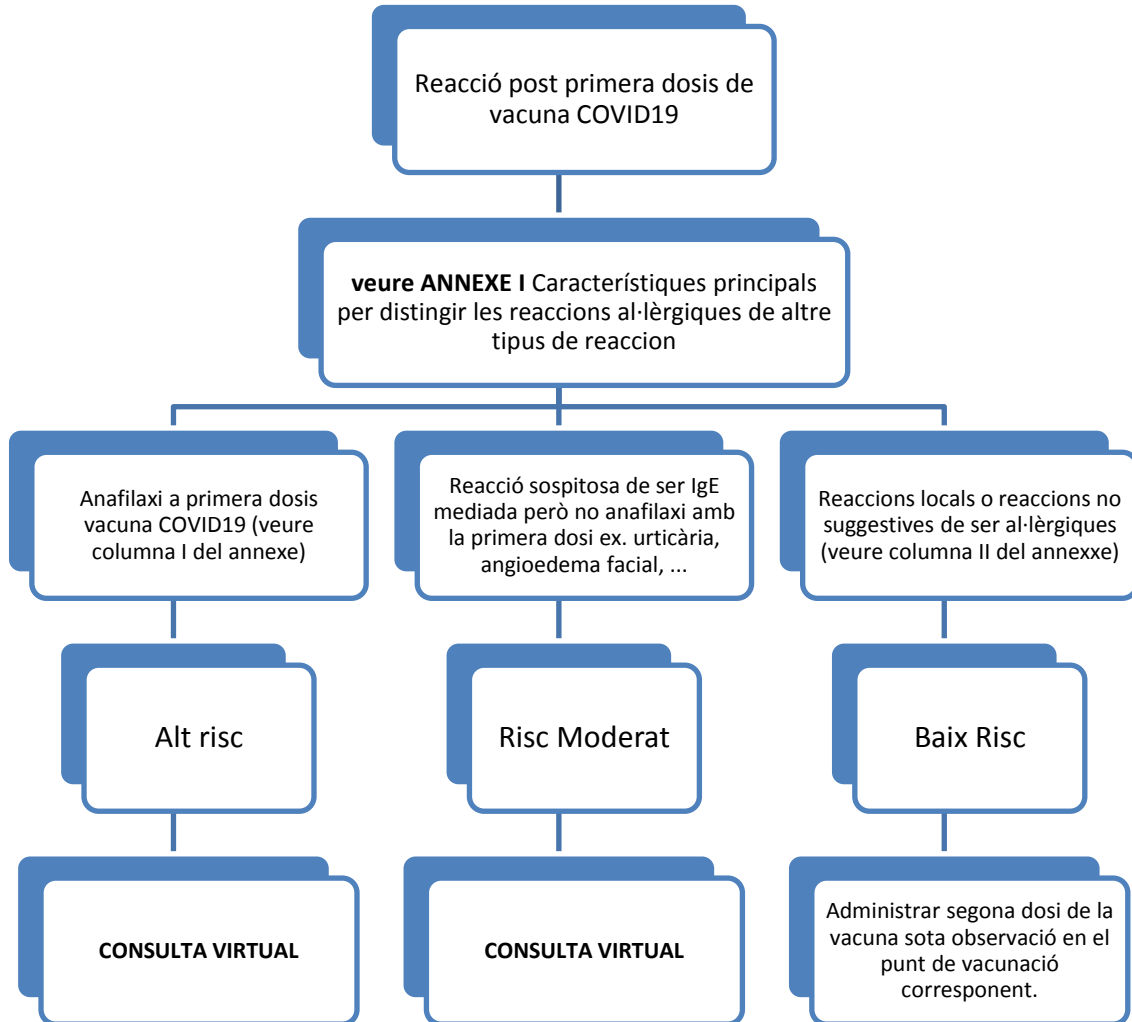 Reacció post primera dosis de
vacuna COVID19
veure ANNEXE I Característiques principals
per distingir les reaccions al·lèrgiques de altre
tipus de reaccion
Anafilaxi a primera dosis
vacuna COVID19 (veure
columna I del annexe)
Reacció sospitosa de ser IgE
mediada però no anafilaxi amb
la primera dosi ex. urticària,
angioedema facial, ...
Reaccions locals o reaccions no
suggestives de ser al·lèrgiques
(veure columna II del annexxe)
Alt risc
Risc Moderat
Baix Risc
CONSULTA VIRTUAL
CONSULTA VIRTUAL
Administrar segona dosi de la
vacuna sota observació en el
punt de vacunació
corresponent.